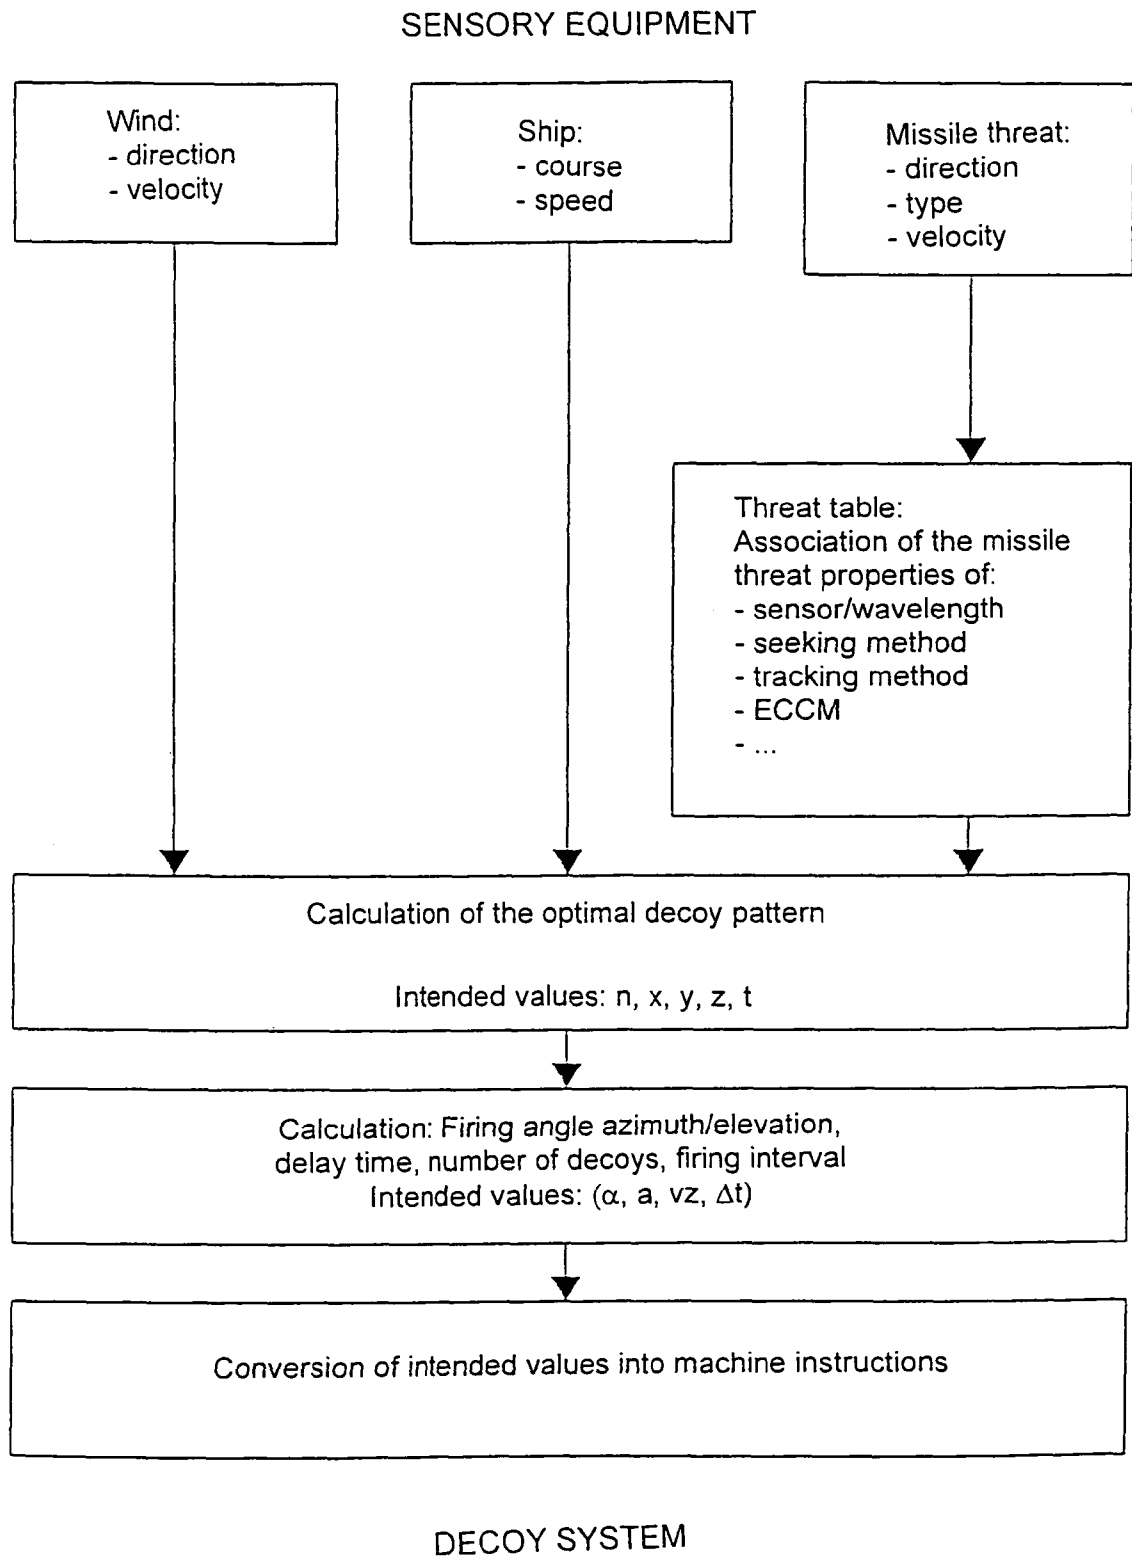 SENSORY EQUIPMENT
Wind:
- direction
- velocity
Ship:
- course
- speed
Missile threat:
- direction
- type
- velocity
Threat table:
Association of the missile
threat properties of:
- sensor/wavelength
- seeking method
- tracking method
- ECCM
- ...
Calculation of the optimal decoy pattern
Intended values: n, x, y, z, t
Calculation: Firing angle azimuth/elevation,
delay time, number of decoys, firing interval
Intended values: (α, a, vz, Δt)
Conversion of intended values into machine instructions
DECOY SYSTEM